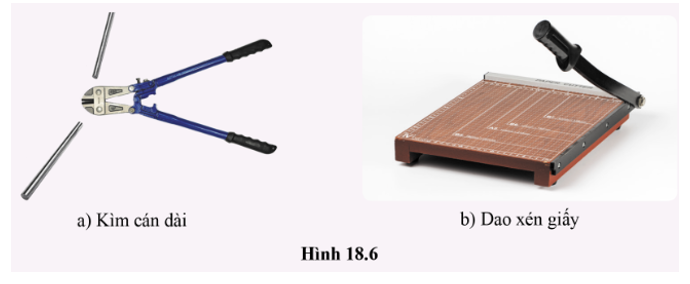 a) Kìm cán dài
b) Dao xén giấy
Hình 18.6